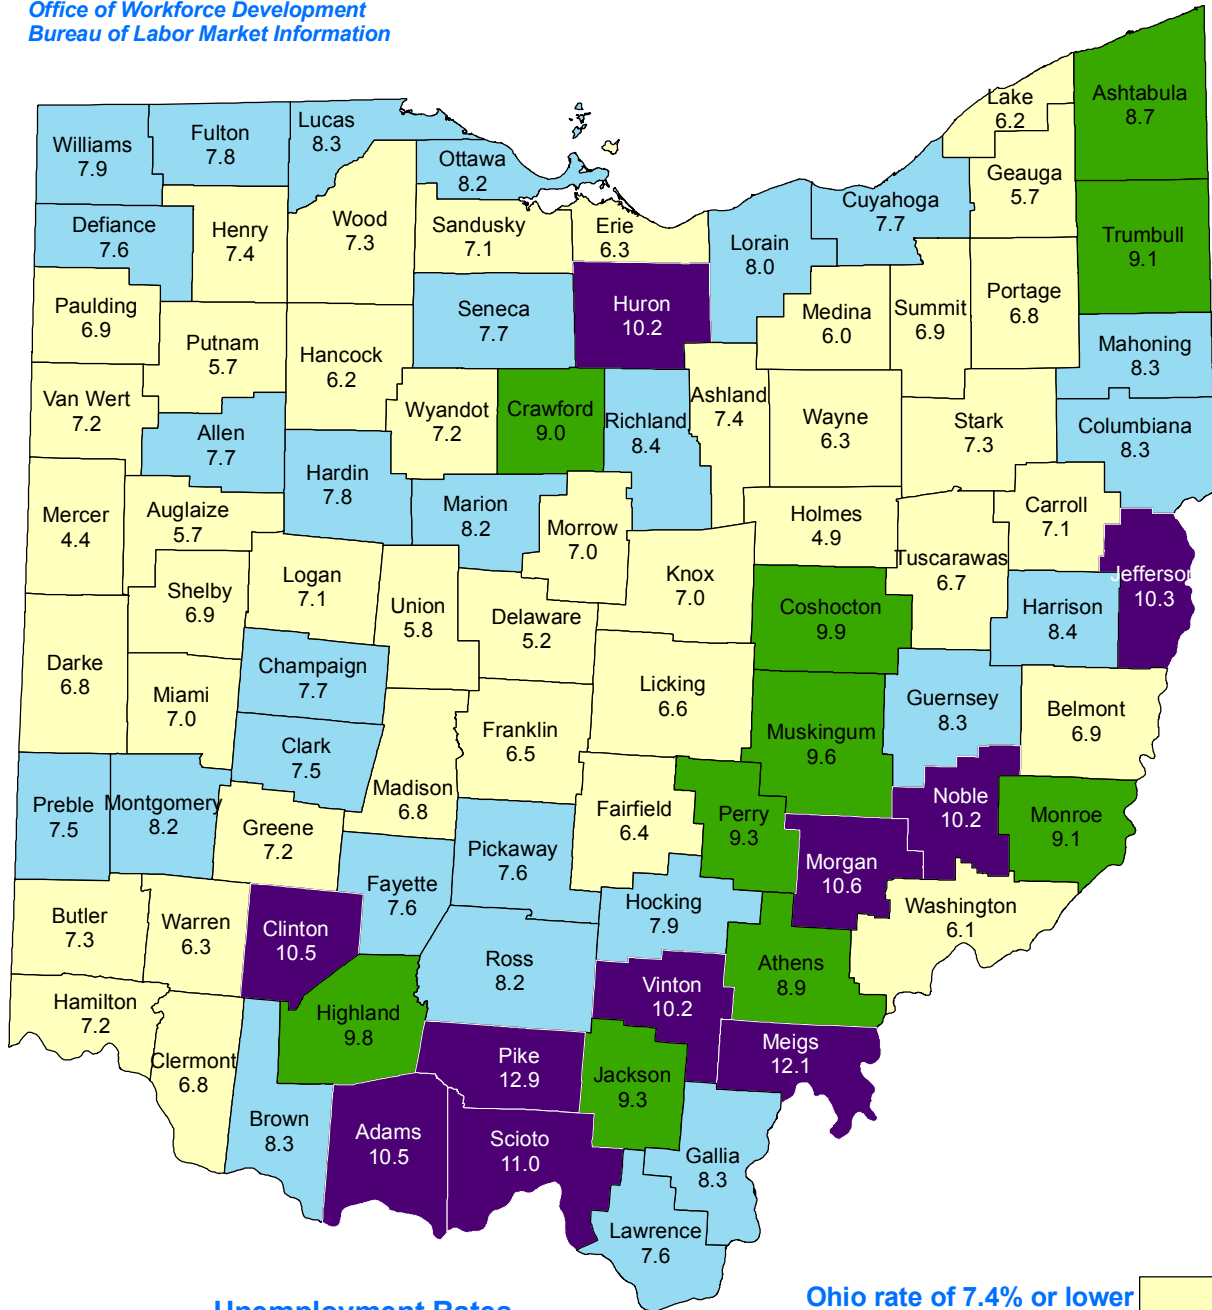 Office of Workforce Development
Bureau of Labor Market Information
Lake
6.2
Ashtabula
8.7
Williams
7.9
Fulton
7.8
Lucas
8.3
Ottawa
8.2
Geauga
5.7
Cuyahoga
7.7
Defiance
7.6
Henry
7.4
Wood
7.3
Sandusky
7.1
Erie
6.3
Lorain
8.0
Trumbull
9.1
Paulding
6.9
Putnam
5.7
Hancock
6.2
Seneca
7.7
Huron
10.2
Medina
6.0
Summit
6.9
Portage
6.8
Mahoning
8.3
Van Wert
7.2
Allen
7.7
Wyandot
7.2
Crawford
9.0
Richland
8.4
Ashland
7.4
Wayne
6.3
Stark
7.3
Columbiana
8.3
Hardin
7.8
Mercer
4.4
Auglaize
5.7
Marion
8.2
Morrow
7.0
Holmes
4.9
Carroll
7.1
Tuscarawas
6.7
Jefferson
10.3
Shelby
6.9
Logan
7.1
Union
5.8
Delaware
5.2
Knox
7.0
Coshocton
9.9
Harrison
8.4
Darke
6.8
Miami
7.0
Champaign
7.7
Licking
6.6
Guernsey
8.3
Belmont
6.9
Clark
7.5
Franklin
6.5
Muskingum
9.6
Preble
7.5
Montgomery
8.2
Greene
7.2
Madison
6.8
Fairfield
6.4
Perry
9.3
Noble
10.2
Monroe
9.1
Pickaway
7.6
Morgan
10.6
Fayette
7.6
Hocking
7.9
Washington
6.1
Butler
7.3
Warren
6.3
Clinton
10.5
Ross
8.2
Athens
8.9
Vinton
10.2
Hamilton
7.2
Highland
9.8
Clermont
6.8
Pike
12.9
Jackson
9.3
Meigs
12.1
Brown
8.3
Adams
10.5
Scioto
11.0
Gallia
8.3
Lawrence
7.6
Unemployment Rates
Ohio rate of 7.4% or lower